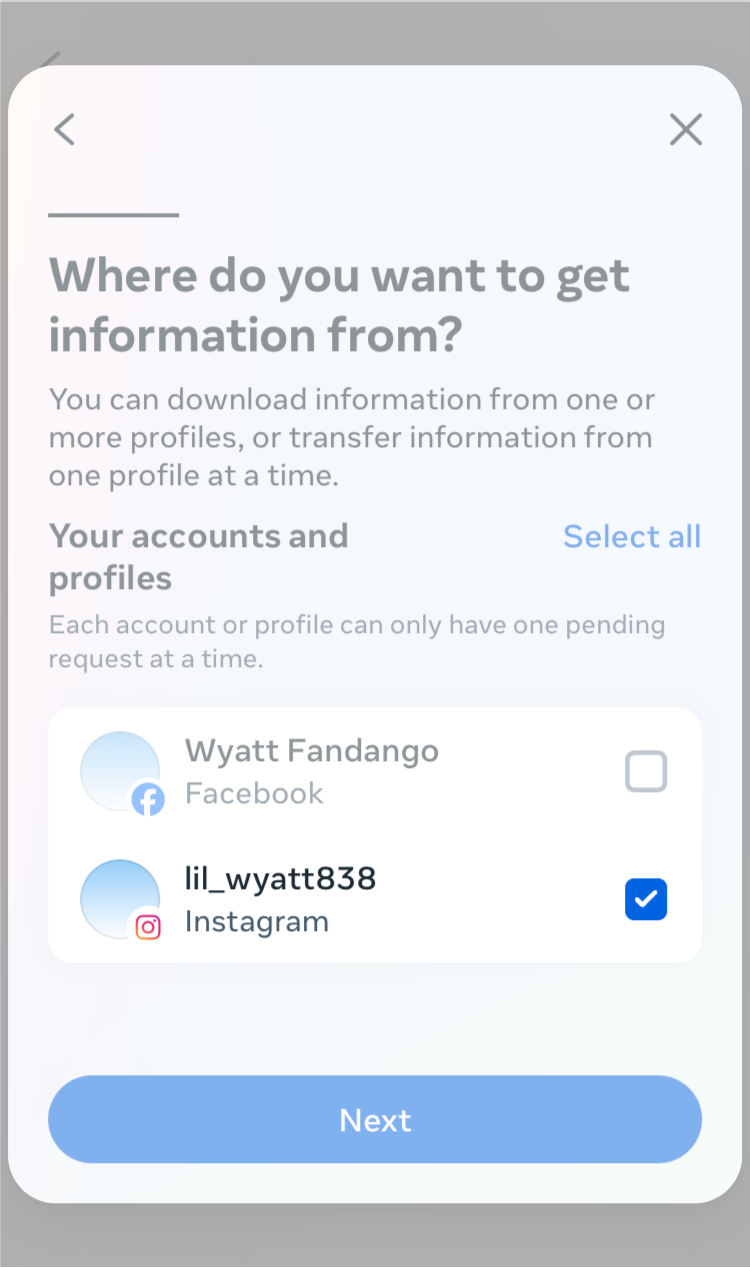 Where do you want to get
information from?
You can download information from one or
more profiles, or transfer information from
one profile at a time.
Your accounts and
profiles
Select all
Each account or profile can only have one pending
request at a time.
Wyatt Fandango
Facebook
lil_wyatt838
Instagram
Next